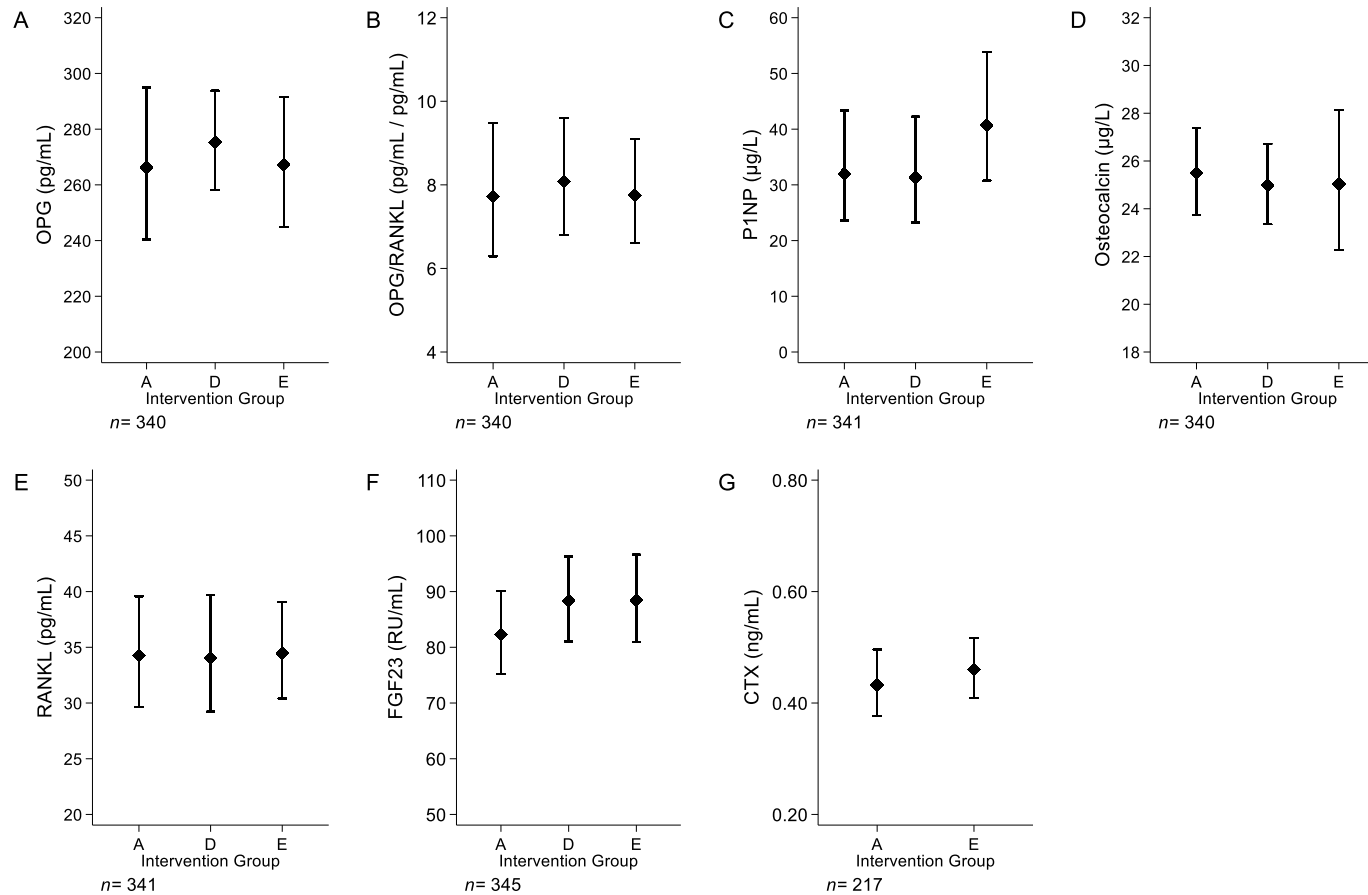 A
OPG (pg/mL)
320
300
280
260
240
220
200
A D E
Intervention Group
n= 340
B
OPG/RANKL (pg/mL / pg/mL)
12
10
8
6
4
A D E
Intervention Group
n= 340
C
P1NP (µg/L)
60
50
40
30
20
10
0
A D E
Intervention Group
n= 341
D
Osteocalcin (µg/L)
32
30
28
26
24
22
20
18
A D E
Intervention Group
n= 340
E
RANKL (pg/mL)
50
45
40
35
30
25
20
A D E
Intervention Group
n= 341
F
FGF23 (RU/mL)
110
100
90
80
70
60
50
A D E
Intervention Group
n= 345
G
CTX (ng/mL)
0.80
0.60
0.40
0.20
A E
Intervention Group
n= 217